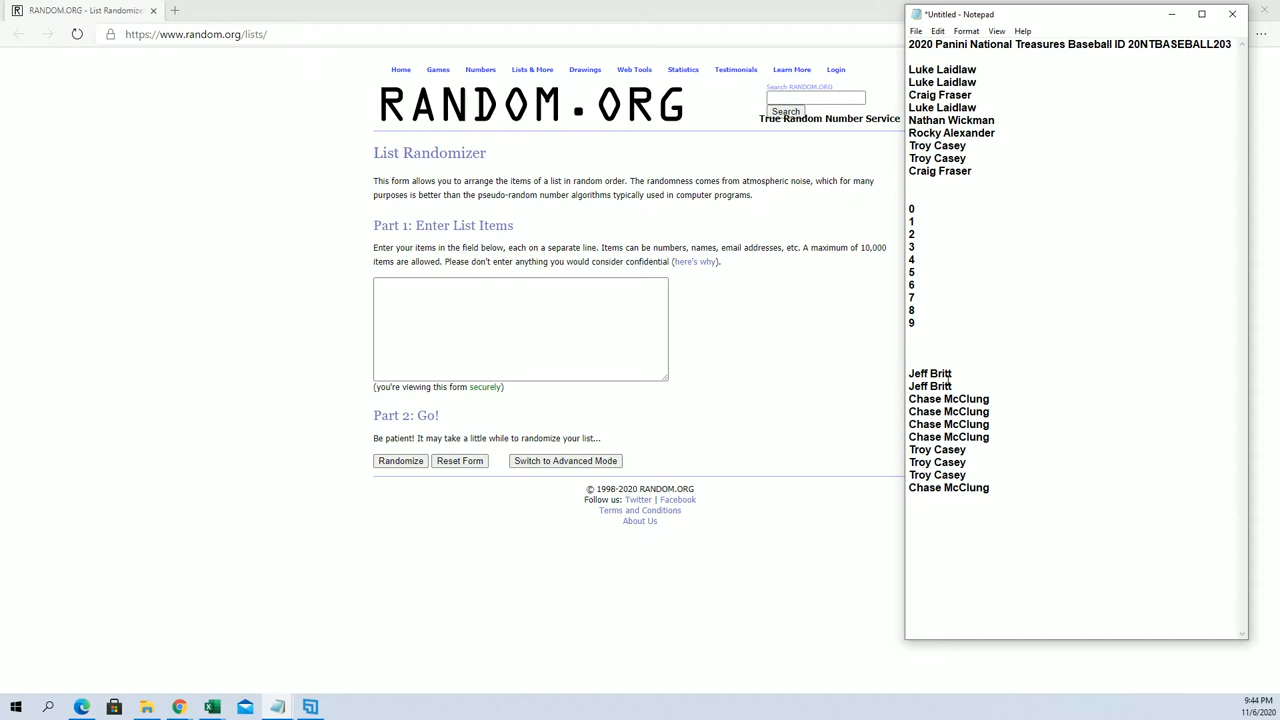 RANDOM.ORG - List Randomizer
https://www.random.org/lists/
Home Games Numbers Lists & More Drawings Web Tools Statistics Testimonials Learn More Login
RANDOM.ORG
Search RANDOM.ORG
Search
True Random Number Service
List Randomizer
This form allows you to arrange the items of a list in random order. The randomness comes from atmospheric noise, which for many
purposes is better than the pseudo-random number algorithms typically used in computer programs.
Part 1: Enter List Items
Enter your items in the field below, each on a separate line. Items can be numbers, names, email addresses, etc. A maximum of 10,000
items are allowed. Please don't enter anything you would consider confidential (here's why).
(you're viewing this form securely)
Part 2: Go!
Be patient! It may take a little while to randomize your list...
Randomize Reset Form Switch to Advanced Mode
© 1998-2020 RANDOM.ORG
Follow us: Twitter | Facebook
Terms and Conditions
About Us
*Untitled - Notepad
File Edit Format View Help
2020 Panini National Treasures Baseball ID 20NTBASEBALL203
Luke Laidlaw
Luke Laidlaw
Craig Fraser
Luke Laidlaw
Nathan Wickman
Rocky Alexander
Troy Casey
Troy Casey
Craig Fraser
0
1
2
3
4
5
6
7
8
9
Jeff Britt
Jeff Britt
Chase McClung
Chase McClung
Chase McClung
Chase McClung
Troy Casey
Troy Casey
Troy Casey
Chase McClung
9:44 PM
11/6/2020